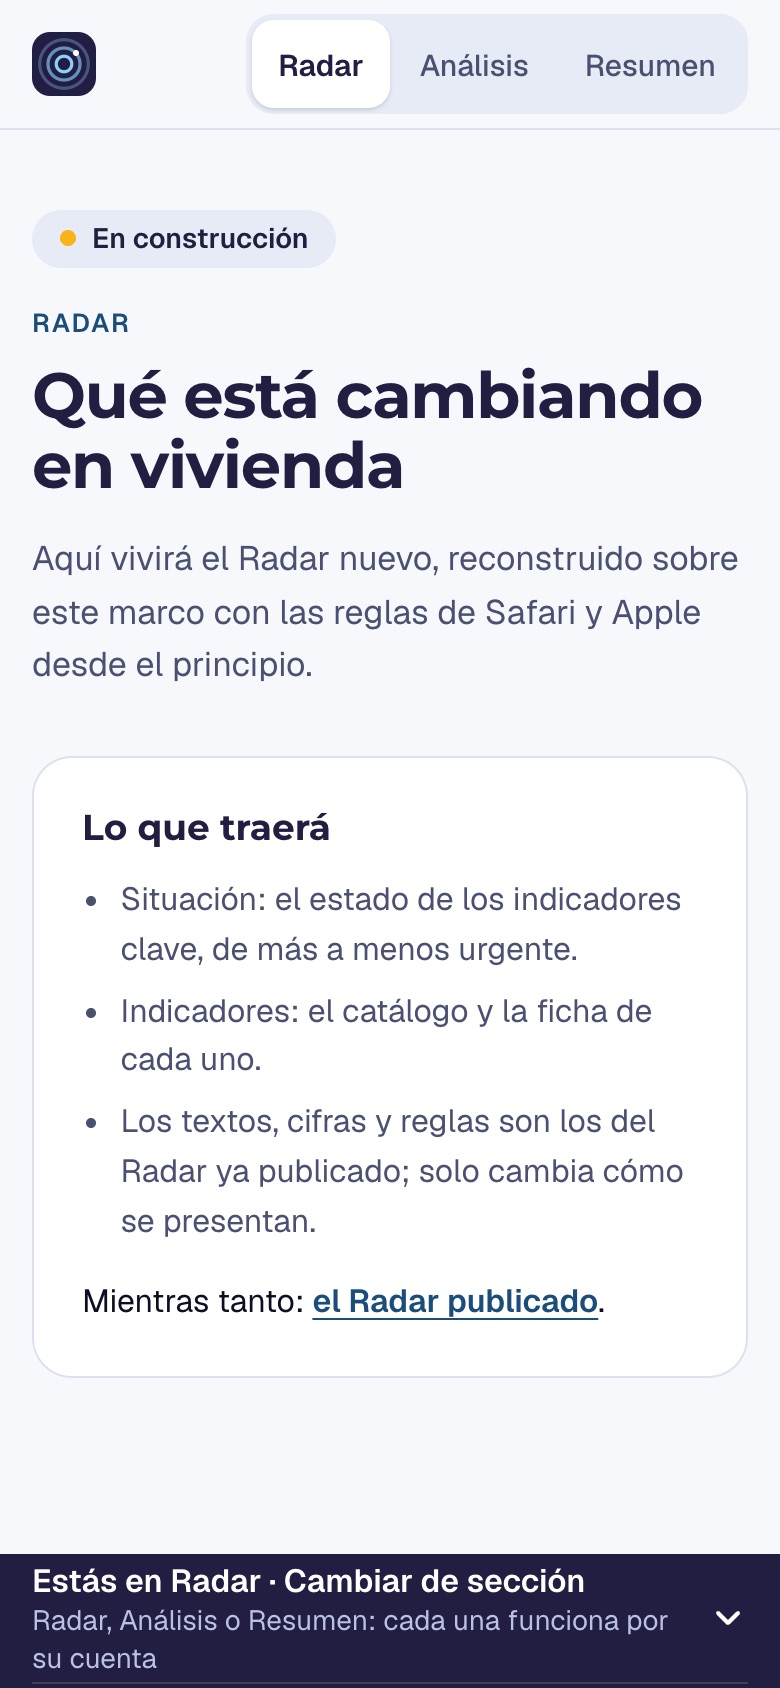 Radar
Análisis
Resumen
En construcción
RADAR
Qué está cambiando
en vivienda
Aquí vivirá el Radar nuevo, reconstruido sobre
este marco con las reglas de Safari y Apple
desde el principio.
Lo que traerá
• Situación: el estado de los indicadores
clave, de más a menos urgente.
• Indicadores: el catálogo y la ficha de
cada uno.
• Los textos, cifras y reglas son los del
Radar ya publicado; solo cambia cómo
se presentan.
Mientras tanto: el Radar publicado.
Estás en Radar · Cambiar de sección
Radar, Análisis o Resumen: cada una funciona por
su cuenta